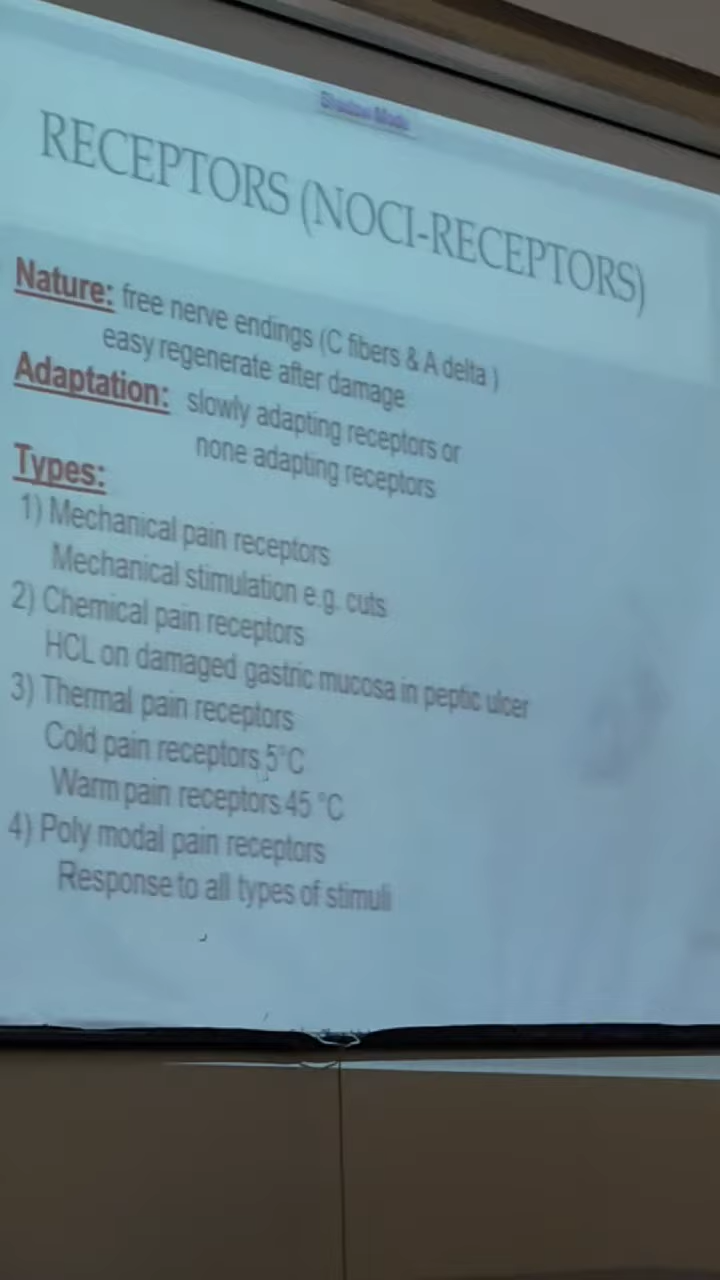 Shadow Mode
RECEPTORS (NOCI-RECEPTORS)
Nature: free nerve endings (C fibers & A delta )
easy regenerate after damage
Adaptation: slowly adapting receptors or
none adapting receptors
Types:
1) Mechanical pain receptors
Mechanical stimulation e.g. cuts
2) Chemical pain receptors
HCL on damaged gastric mucosa in peptic ulcer
3) Thermal pain receptors
Cold pain receptors 5°C
Warm pain receptors 45 °C
4) Poly modal pain receptors
Response to all types of stimuli